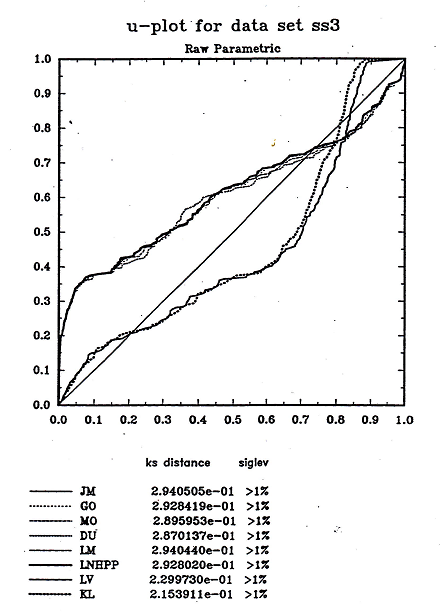 u-plot for data set ss3
Raw Parametric
1.0
0.9
0.8
0.7
0.6
0.5
0.4
0.3
0.2
0.1
0.0
0.0 0.1 0.2 0.3 0.4 0.5 0.6 0.7 0.8 0.9 1.0
ks distance siglev
JM 2.940505e-01 >1%
GO 2.928419e-01 >1%
MO 2.895953e-01 >1%
DU 2.870137e-01 >1%
LM 2.940440e-01 >1%
LNHPP 2.928020e-01 >1%
LV 2.299730e-01 >1%
KL 2.153911e-01 >1%